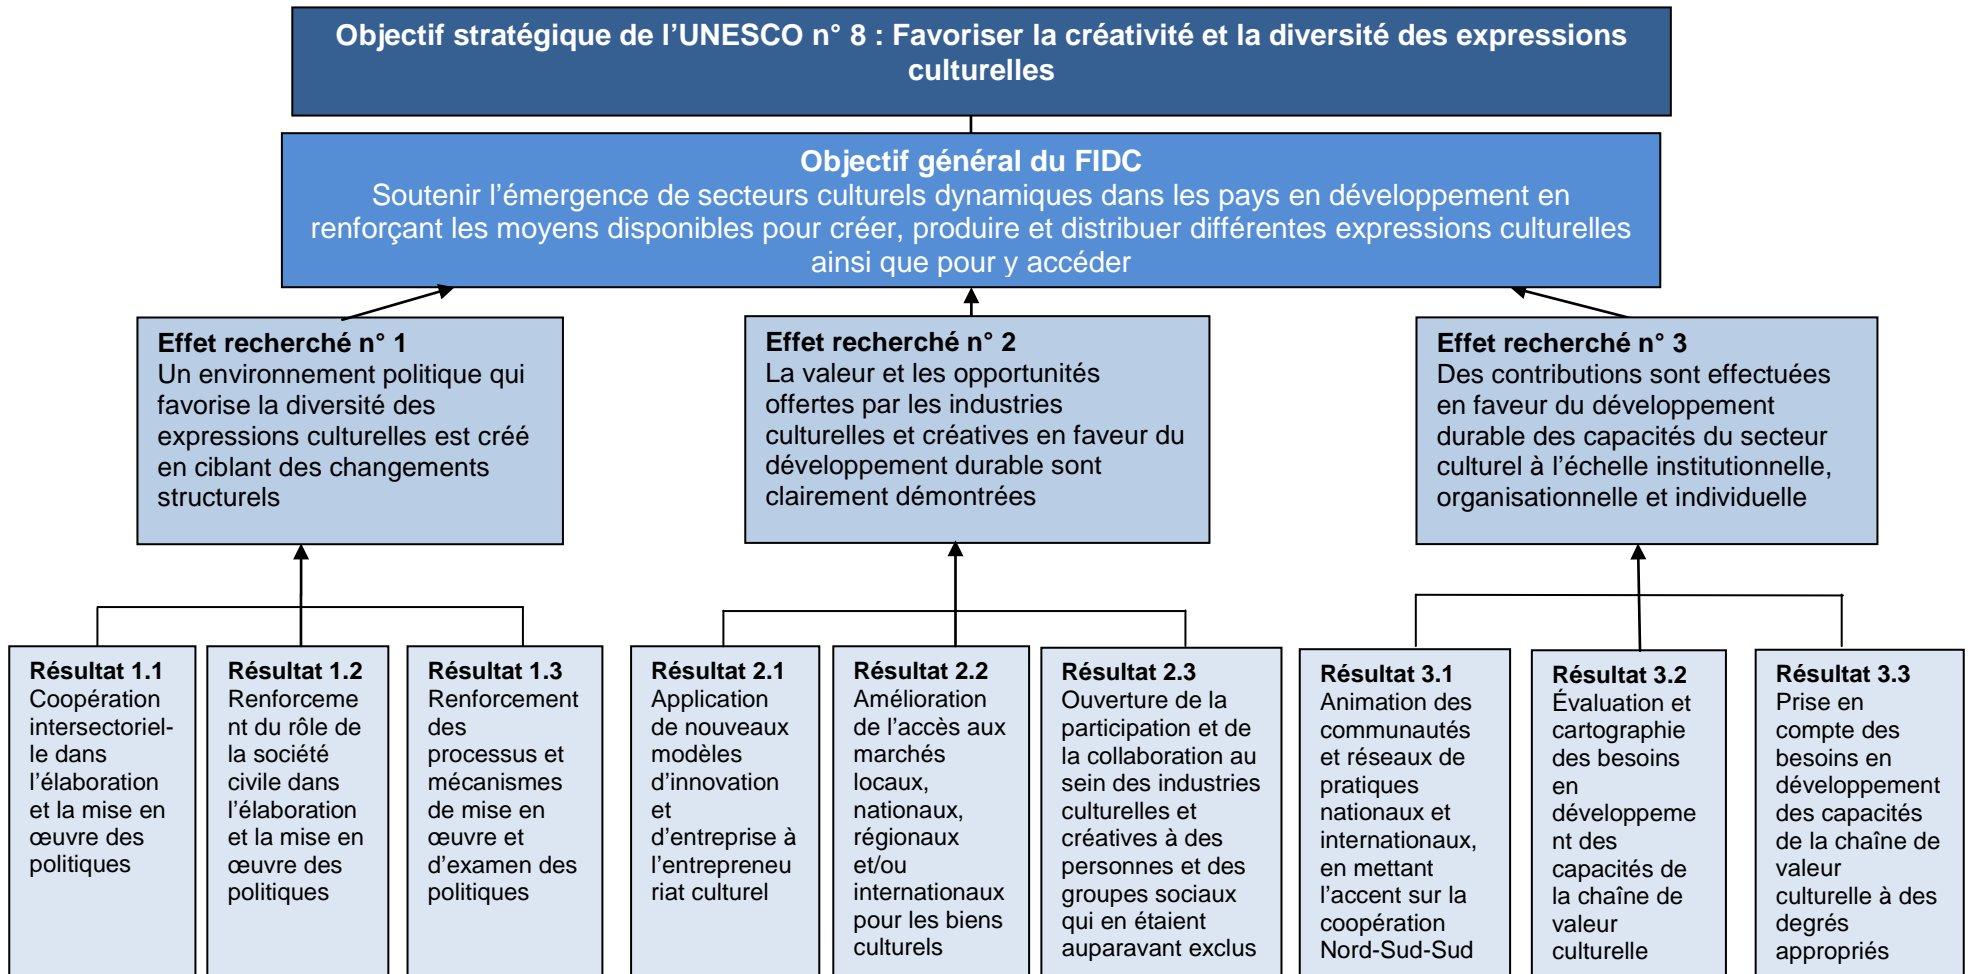 Objectif stratégique de l’UNESCO n° 8 : Favoriser la créativité et la diversité des expressions
culturelles
Objectif général du FIDC
Soutenir l’émergence de secteurs culturels dynamiques dans les pays en développement en
renforçant les moyens disponibles pour créer, produire et distribuer différentes expressions culturelles
ainsi que pour y accéder
Effet recherché n° 1
Un environnement politique qui
favorise la diversité des
expressions culturelles est créé
en ciblant des changements
structurels
Effet recherché n° 2
La valeur et les opportunités
offertes par les industries
culturelles et créatives en faveur du
développement durable sont
clairement démontrées
Effet recherché n° 3
Des contributions sont effectuées
en faveur du développement
durable des capacités du secteur
culturel à l’échelle institutionnelle,
organisationnelle et individuelle
Résultat 1.1
Coopération
intersectoriel-
le dans
l’élaboration
et la mise en
œuvre des
politiques
Résultat 1.2
Renforceme
nt du rôle de
la société
civile dans
l’élaboration
et la mise en
œuvre des
politiques
Résultat 1.3
Renforcement
des
processus et
mécanismes
de mise en
œuvre et
d’examen des
politiques
Résultat 2.1
Application
de nouveaux
modèles
d’innovation
et
d’entreprise à
l’entrepreneu
riat culturel
Résultat 2.2
Amélioration
de l’accès aux
marchés
locaux,
nationaux,
régionaux
et/ou
internationaux
pour les biens
culturels
Résultat 2.3
Ouverture de la
participation et de
la collaboration au
sein des industries
culturelles et
créatives à des
personnes et des
groupes sociaux
qui en étaient
auparavant exclus
Résultat 3.1
Animation des
communautés
et réseaux de
pratiques
nationaux et
internationaux,
en mettant
l’accent sur la
coopération
Nord-Sud-Sud
Résultat 3.2
Évaluation et
cartographie
des besoins
en
développeme
nt des
capacités de
la chaîne de
valeur
culturelle
Résultat 3.3
Prise en
compte des
besoins en
développement
des capacités
de la chaîne de
valeur
culturelle à des
degrés
appropriés